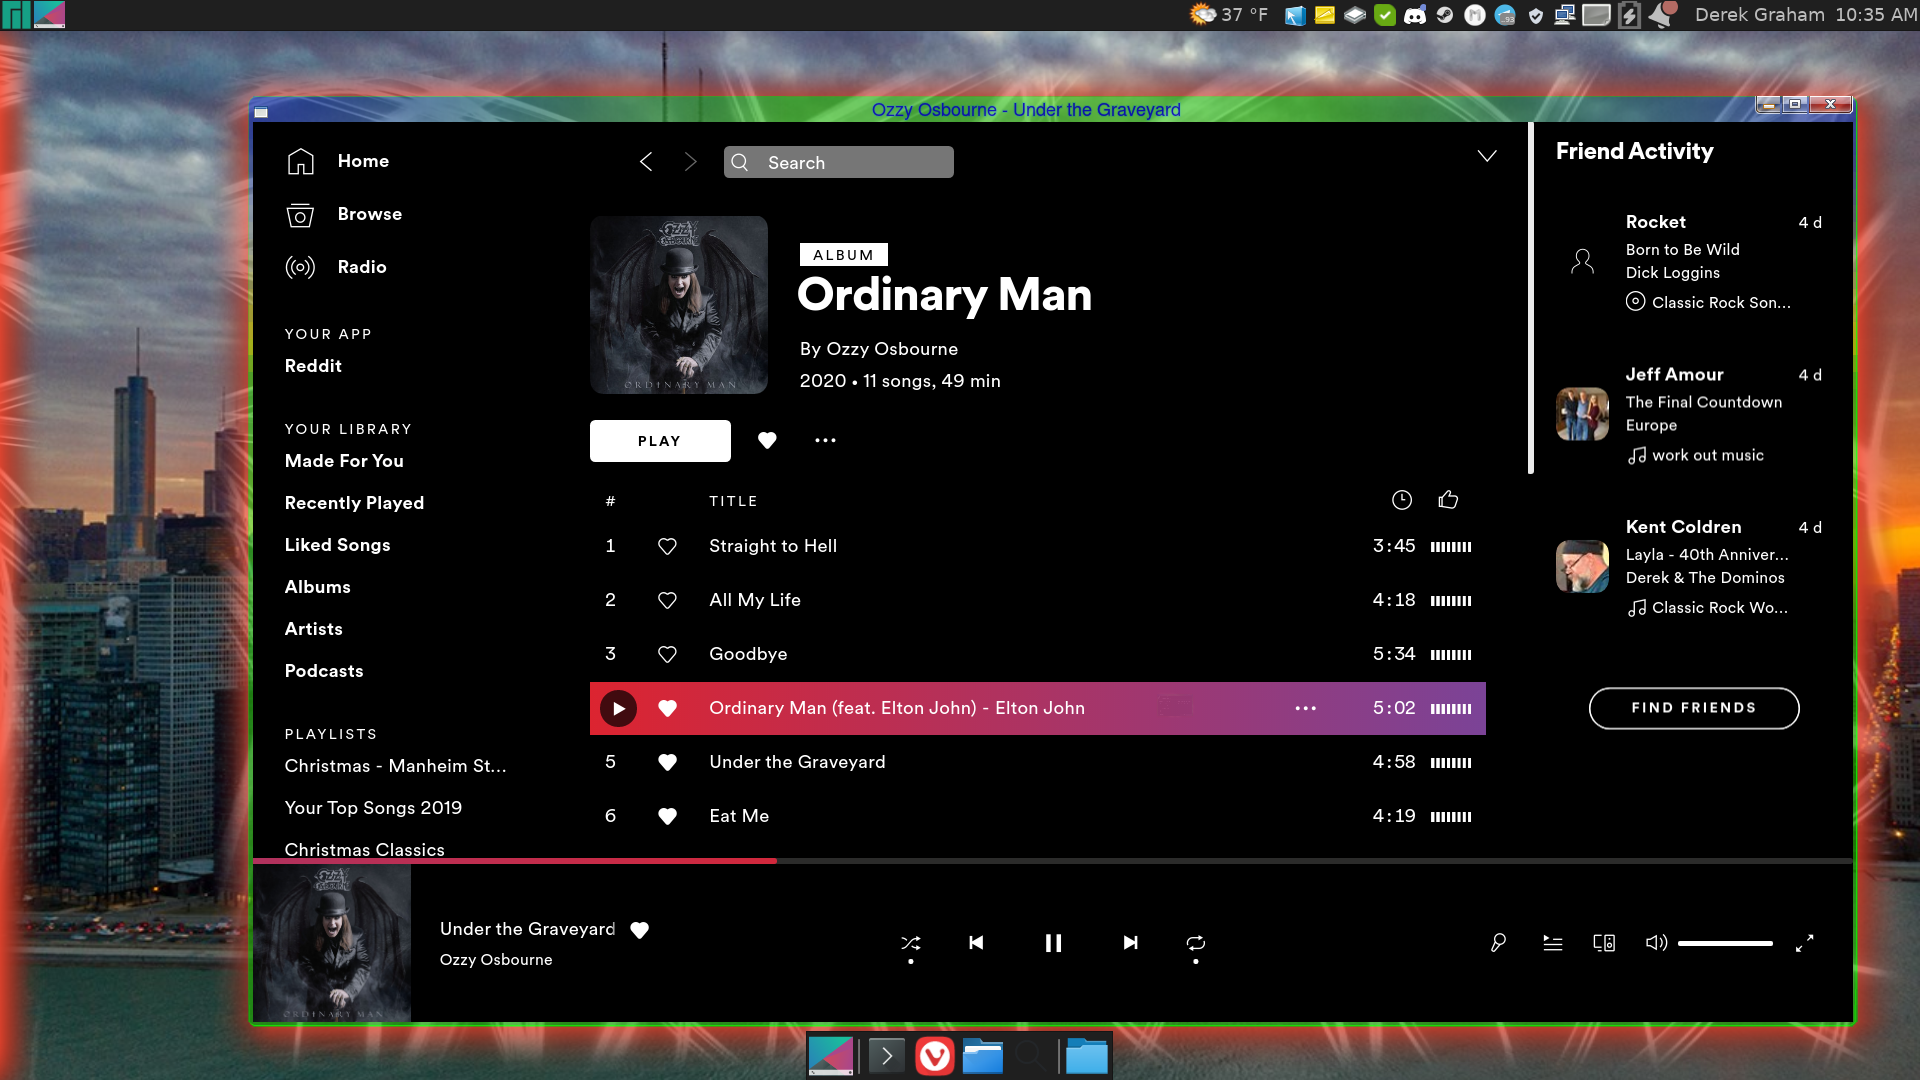 37 °F
Derek Graham 10:35 AM
Ozzy Osbourne - Under the Graveyard
Home
Browse
Radio
YOUR APP
Reddit
YOUR LIBRARY
Made For You
Recently Played
Liked Songs
Albums
Artists
Podcasts
PLAYLISTS
Christmas - Manheim St...
Your Top Songs 2019
Christmas Classics
Search
ALBUM
Ordinary Man
By Ozzy Osbourne
2020 • 11 songs, 49 min
PLAY
# TITLE
1 Straight to Hell 3:45
2 All My Life 4:18
3 Goodbye 5:34
Ordinary Man (feat. Elton John) - Elton John 5:02
5 Under the Graveyard 4:58
6 Eat Me 4:19
Friend Activity
Rocket 4 d
Born to Be Wild
Dick Loggins
Classic Rock Son...
Jeff Amour 4 d
The Final Countdown
Europe
work out music
Kent Coldren 4 d
Layla - 40th Anniver...
Derek & The Dominos
Classic Rock Wo...
FIND FRIENDS
OZZY
OSBOURNE
ORDINARY MAN
OZZY
OSBOURNE
ORDINARY MAN
Under the Graveyard
Ozzy Osbourne